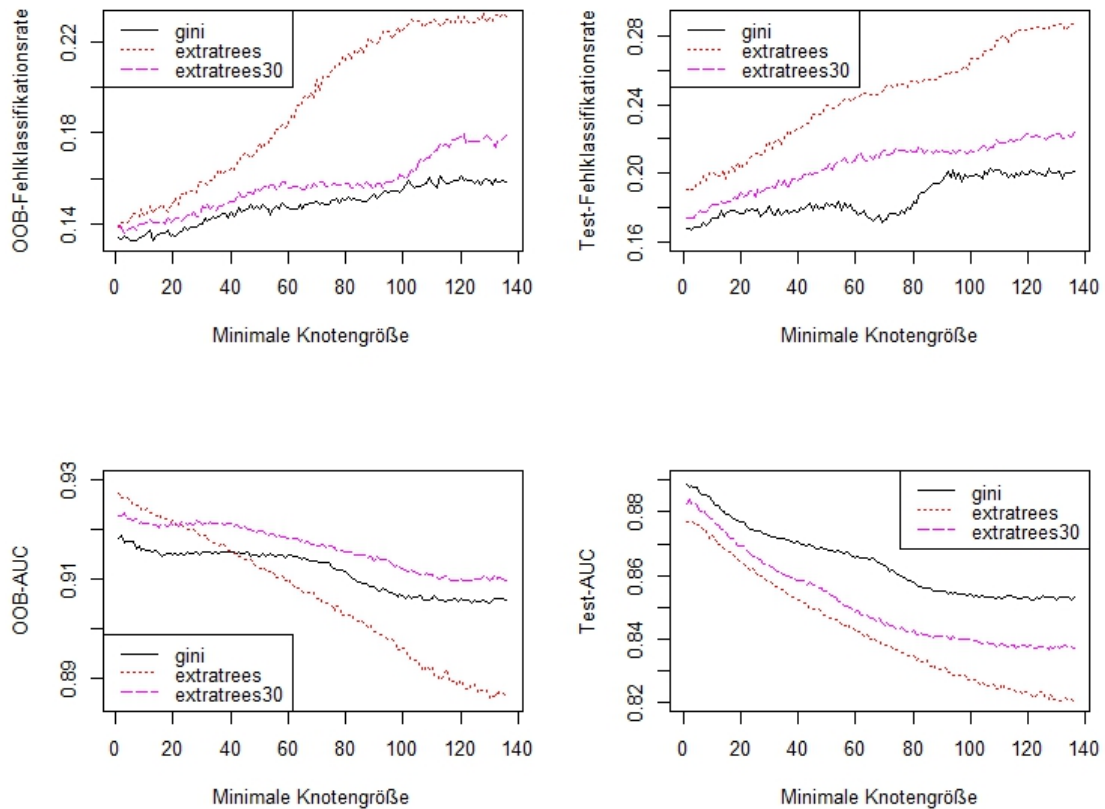 OOB-Fehlklassifikationsrate
0.14 0.18 0.22
gini
extratrees
extratrees30
0 20 40 60 80 100 120 140
Minimale Knotengröße
Test-Fehlklassifikationsrate
0.16 0.20 0.24 0.28
gini
extratrees
extratrees30
0 20 40 60 80 100 120 140
Minimale Knotengröße
OOB-AUC
0.89 0.91 0.93
gini
extratrees
extratrees30
0 20 40 60 80 100 120 140
Minimale Knotengröße
Test-AUC
0.82 0.84 0.86 0.88
gini
extratrees
extratrees30
0 20 40 60 80 100 120 140
Minimale Knotengröße